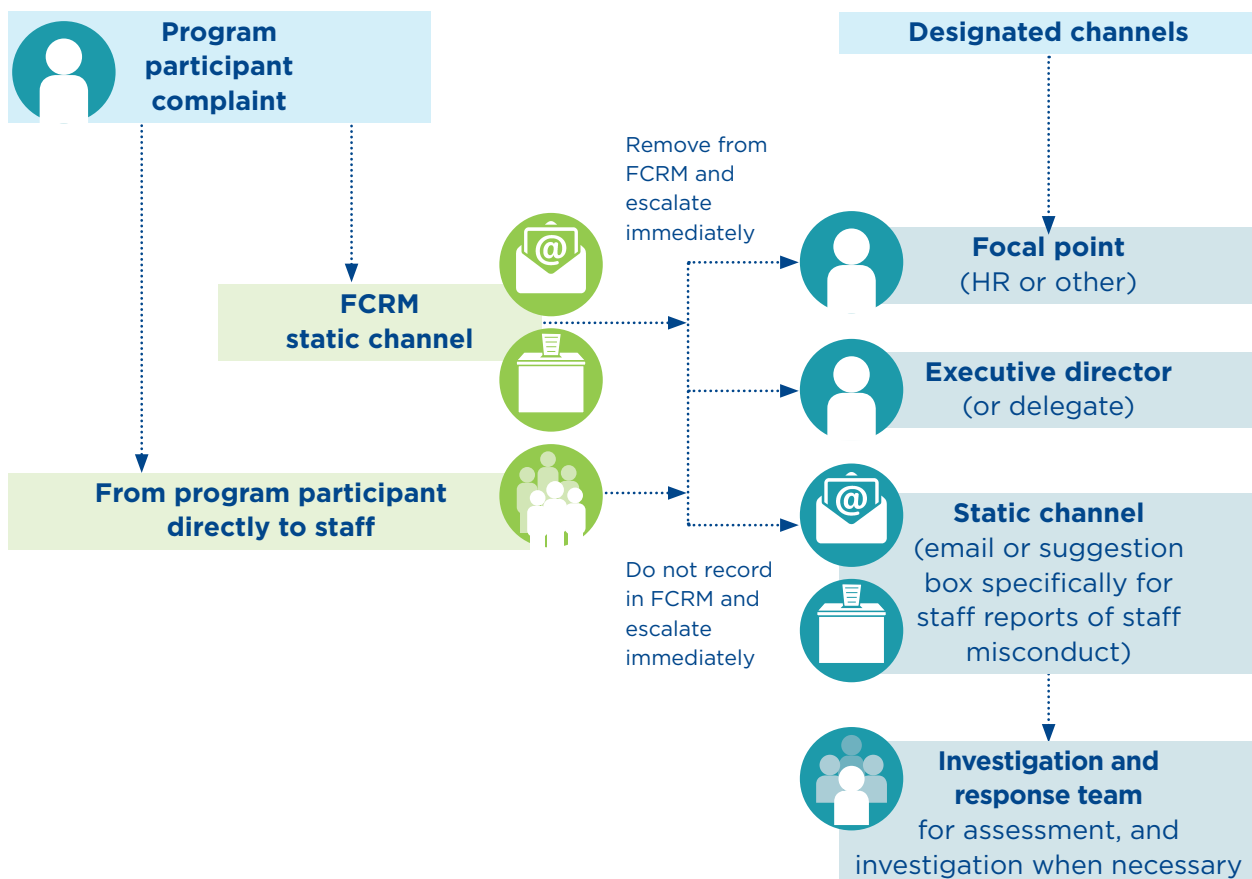 Program
participant
complaint
Designated channels
Remove from
FCRM and
escalate
immediately
Focal point
(HR or other)
FCRM
static channel
Executive director
(or delegate)
From program participant
directly to staff
@
@
Static channel
(email or suggestion
box specifically for
staff reports of staff
misconduct)
Do not record
in FCRM and
escalate
immediately
Investigation and
response team
for assessment, and
investigation when necessary